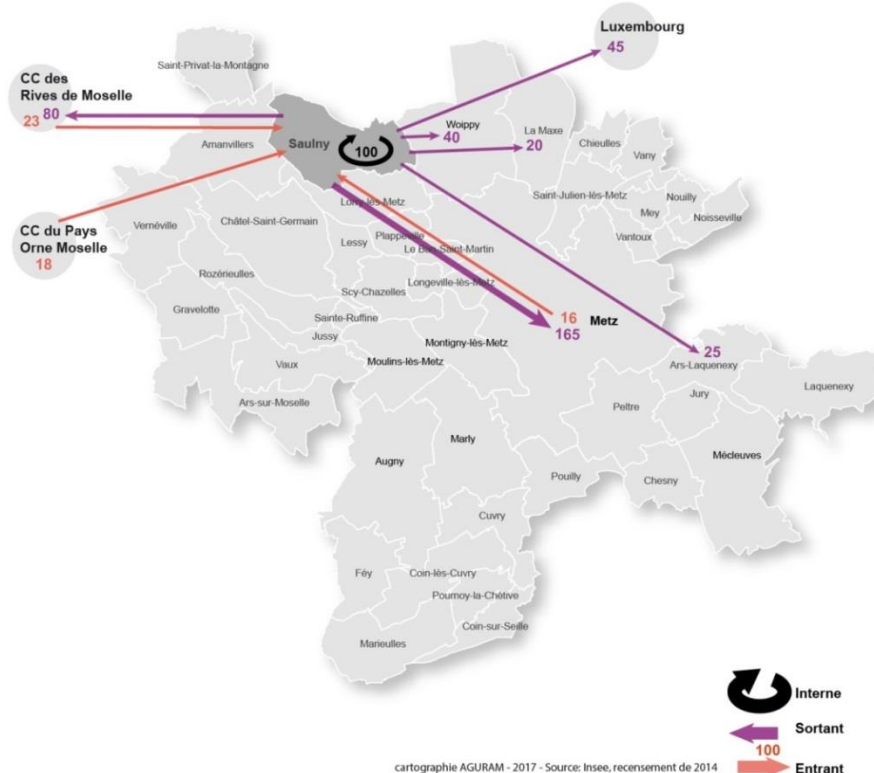 Luxembourg
45
Saint-Privat-la-Montagne
CC des
Rives de Moselle
80
23
Woippy
40
La Maxe
20
Chieulles
Vany
Amanvillers
Saulny
100
Saint-Julien-lès-Metz
Nouilly
Mey
Noisseville
Vantoux
Lorry-lès-Metz
Vernéville
Châtel-Saint-Germain
Plappeville
Lessy
Le Ban-Saint-Martin
CC du Pays
Orne Moselle
18
Rozérieulles
Longeville-lès-Metz
Scy-Chazelles
Gravelotte
Sainte-Ruffine
16
Metz
165
Jussy
Montigny-lès-Metz
25
Vaux
Moulins-lès-Metz
Ars-Laquenexy
Laquenexy
Jury
Ars-sur-Moselle
Peltre
Marly
Augny
Mécleuves
Pouilly
Chesny
Cuvry
Féy
Coin-lès-Cuvry
Pournoy-la-Chétive
Coin-sur-Seille
Marieulles
Interne
Sortant
100
Entrant
cartographie AGURAM - 2017 - Source: Insee, recensement de 2014